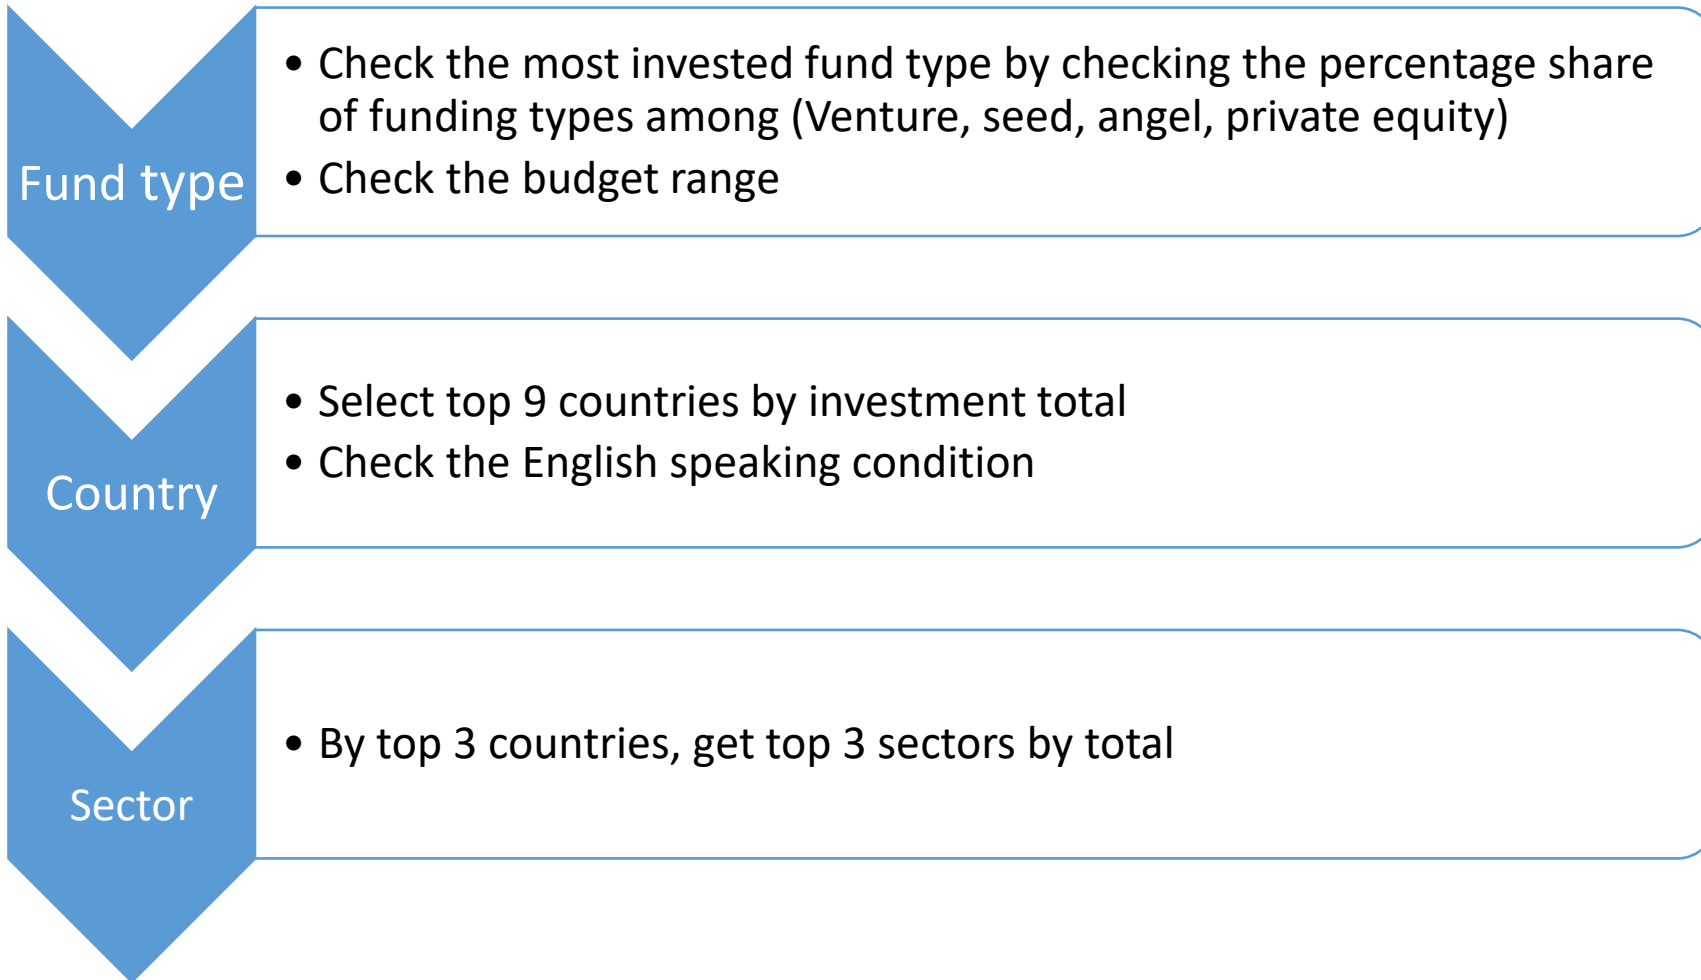 Fund type
• Check the most invested fund type by checking the percentage share
of funding types among (Venture, seed, angel, private equity)
• Check the budget range
Country
• Select top 9 countries by investment total
• Check the English speaking condition
Sector
• By top 3 countries, get top 3 sectors by total